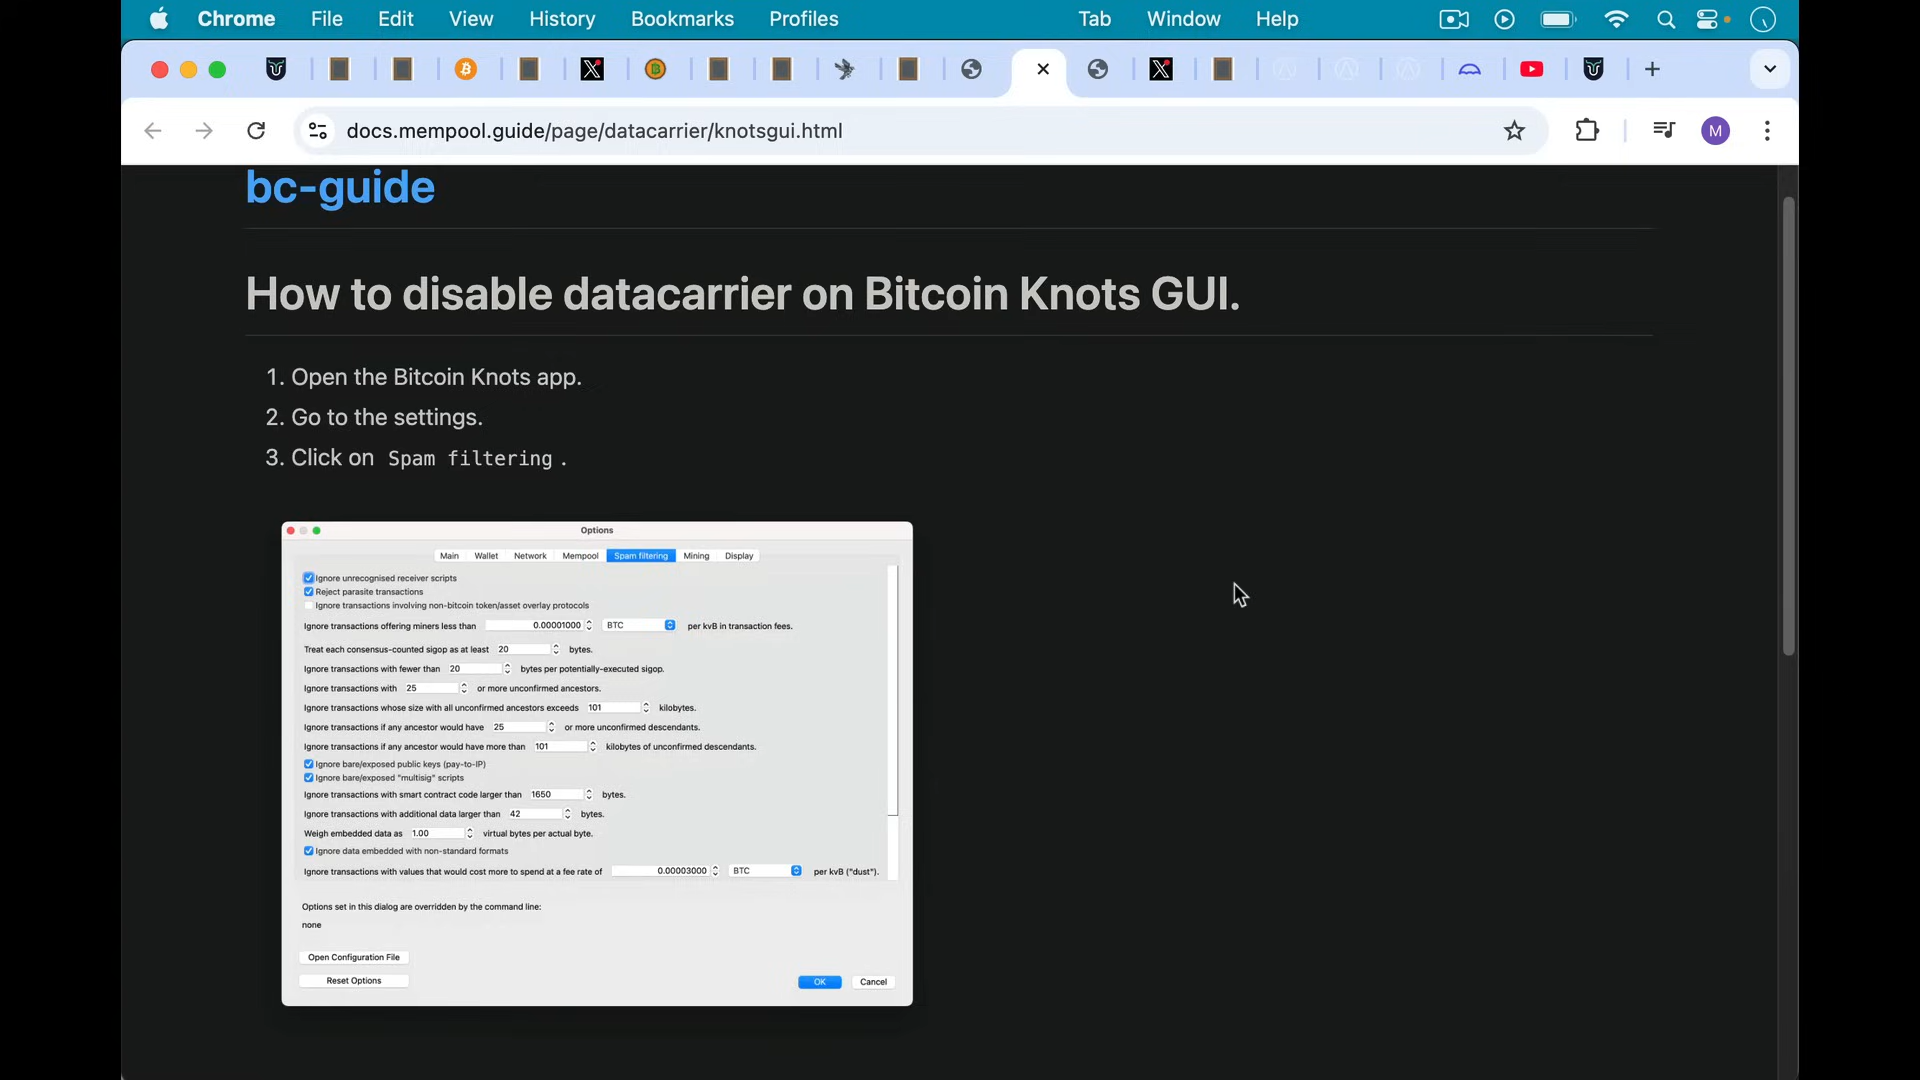 Chrome File Edit View History Bookmarks Profiles Tab Window Help
docs.mempool.guide/page/datacarrier/knotsgui.html
M
bc-guide
How to disable datacarrier on Bitcoin Knots GUI.
1. Open the Bitcoin Knots app.
2. Go to the settings.
3. Click on Spam filtering .
Options
Main Wallet Network Mempool Spam filtering Mining Display
Ignore unrecognised receiver scripts
Reject parasite transactions
Ignore transactions involving non-bitcoin token/asset overlay protocols
Ignore transactions offering miners less than 0.00001000 BTC per kvB in transaction fees.
Treat each consensus-counted sigop as at least 20 bytes.
Ignore transactions with fewer than 20 bytes per potentially-executed sigop.
Ignore transactions with 25 or more unconfirmed ancestors.
Ignore transactions whose size with all unconfirmed ancestors exceeds 101 kilobytes.
Ignore transactions if any ancestor would have 25 or more unconfirmed descendants.
Ignore transactions if any ancestor would have more than 101 kilobytes of unconfirmed descendants.
Ignore bare/exposed public keys (pay-to-IP)
Ignore bare/exposed "multisig" scripts
Ignore transactions with smart contract code larger than 1650 bytes.
Ignore transactions with additional data larger than 42 bytes.
Weigh embedded data as 1.00 virtual bytes per actual byte.
Ignore data embedded with non-standard formats
Ignore transactions with values that would cost more to spend at a fee rate of 0.00003000 BTC per kvB ("dust").
Options set in this dialog are overridden by the command line:
none
Open Configuration File
Reset Options
OK Cancel